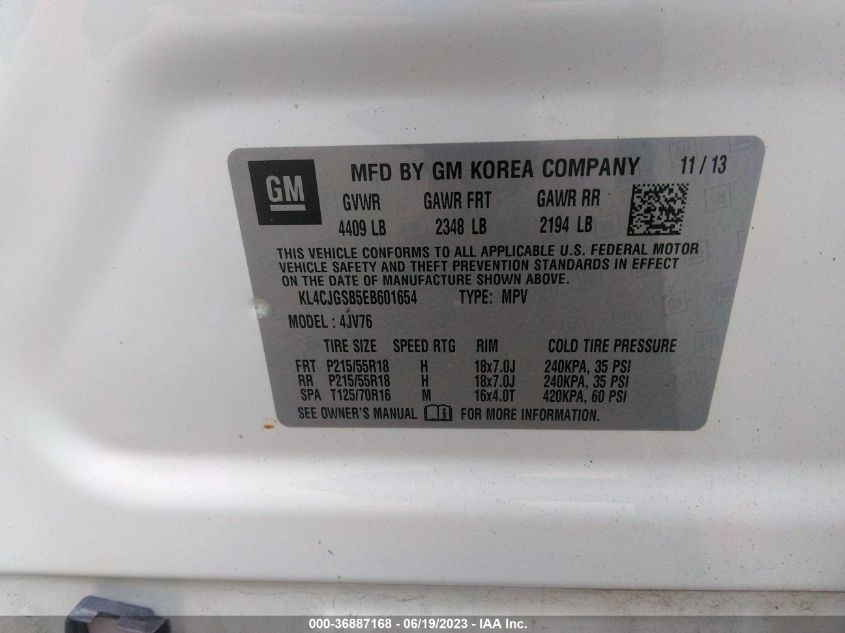 GM
MFD BY GM KOREA COMPANY 11/13
GVWR GAWR FRT GAWR RR
4409 LB 2348 LB 2194 LB
THIS VEHICLE CONFORMS TO ALL APPLICABLE U.S. FEDERAL MOTOR
VEHICLE SAFETY AND THEFT PREVENTION STANDARDS IN EFFECT
ON THE DATE OF MANUFACTURE SHOWN ABOVE.
KL4CJGSB5EB601654 TYPE: MPV
MODEL: 4JV76
TIRE SIZE SPEED RTG RIM COLD TIRE PRESSURE
FRT P215/55R18 H 18x7.0J 240KPA, 35 PSI
RR P215/55R18 H 18x7.0J 240KPA, 35 PSI
SPA T125/70R16 M 16x4.0T 420KPA, 60 PSI
SEE OWNER'S MANUAL FOR MORE INFORMATION.
000-36887168 - 06/19/2023 - IAA Inc.